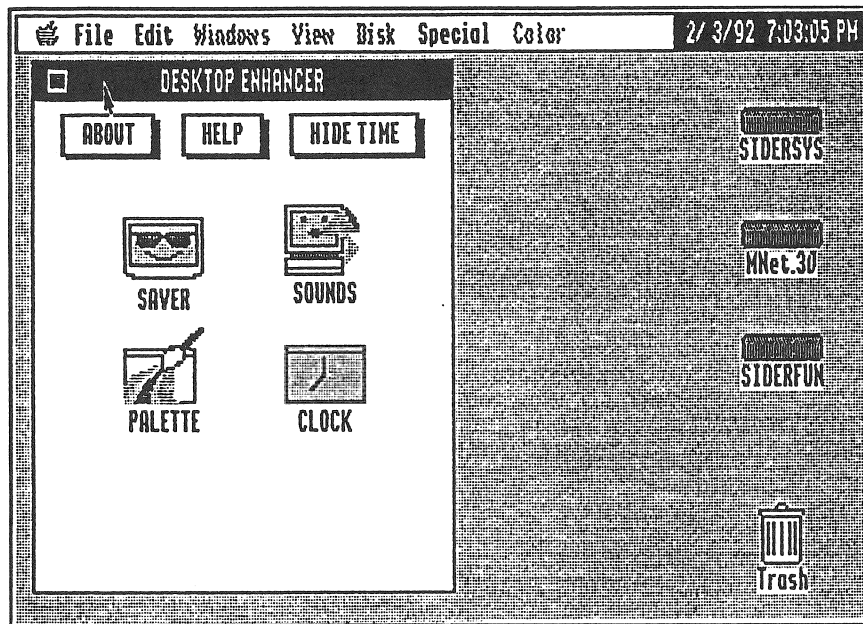 File Edit Windows View Disk Special Color 2/ 3/92 7:03:05 PM
DESKTOP ENHANCER
ABOUT HELP HIDE TIME
SIDERSYS
MNet.30
SAVER SOUNDS
SIDERFUN
PALETTE CLOCK
Trash